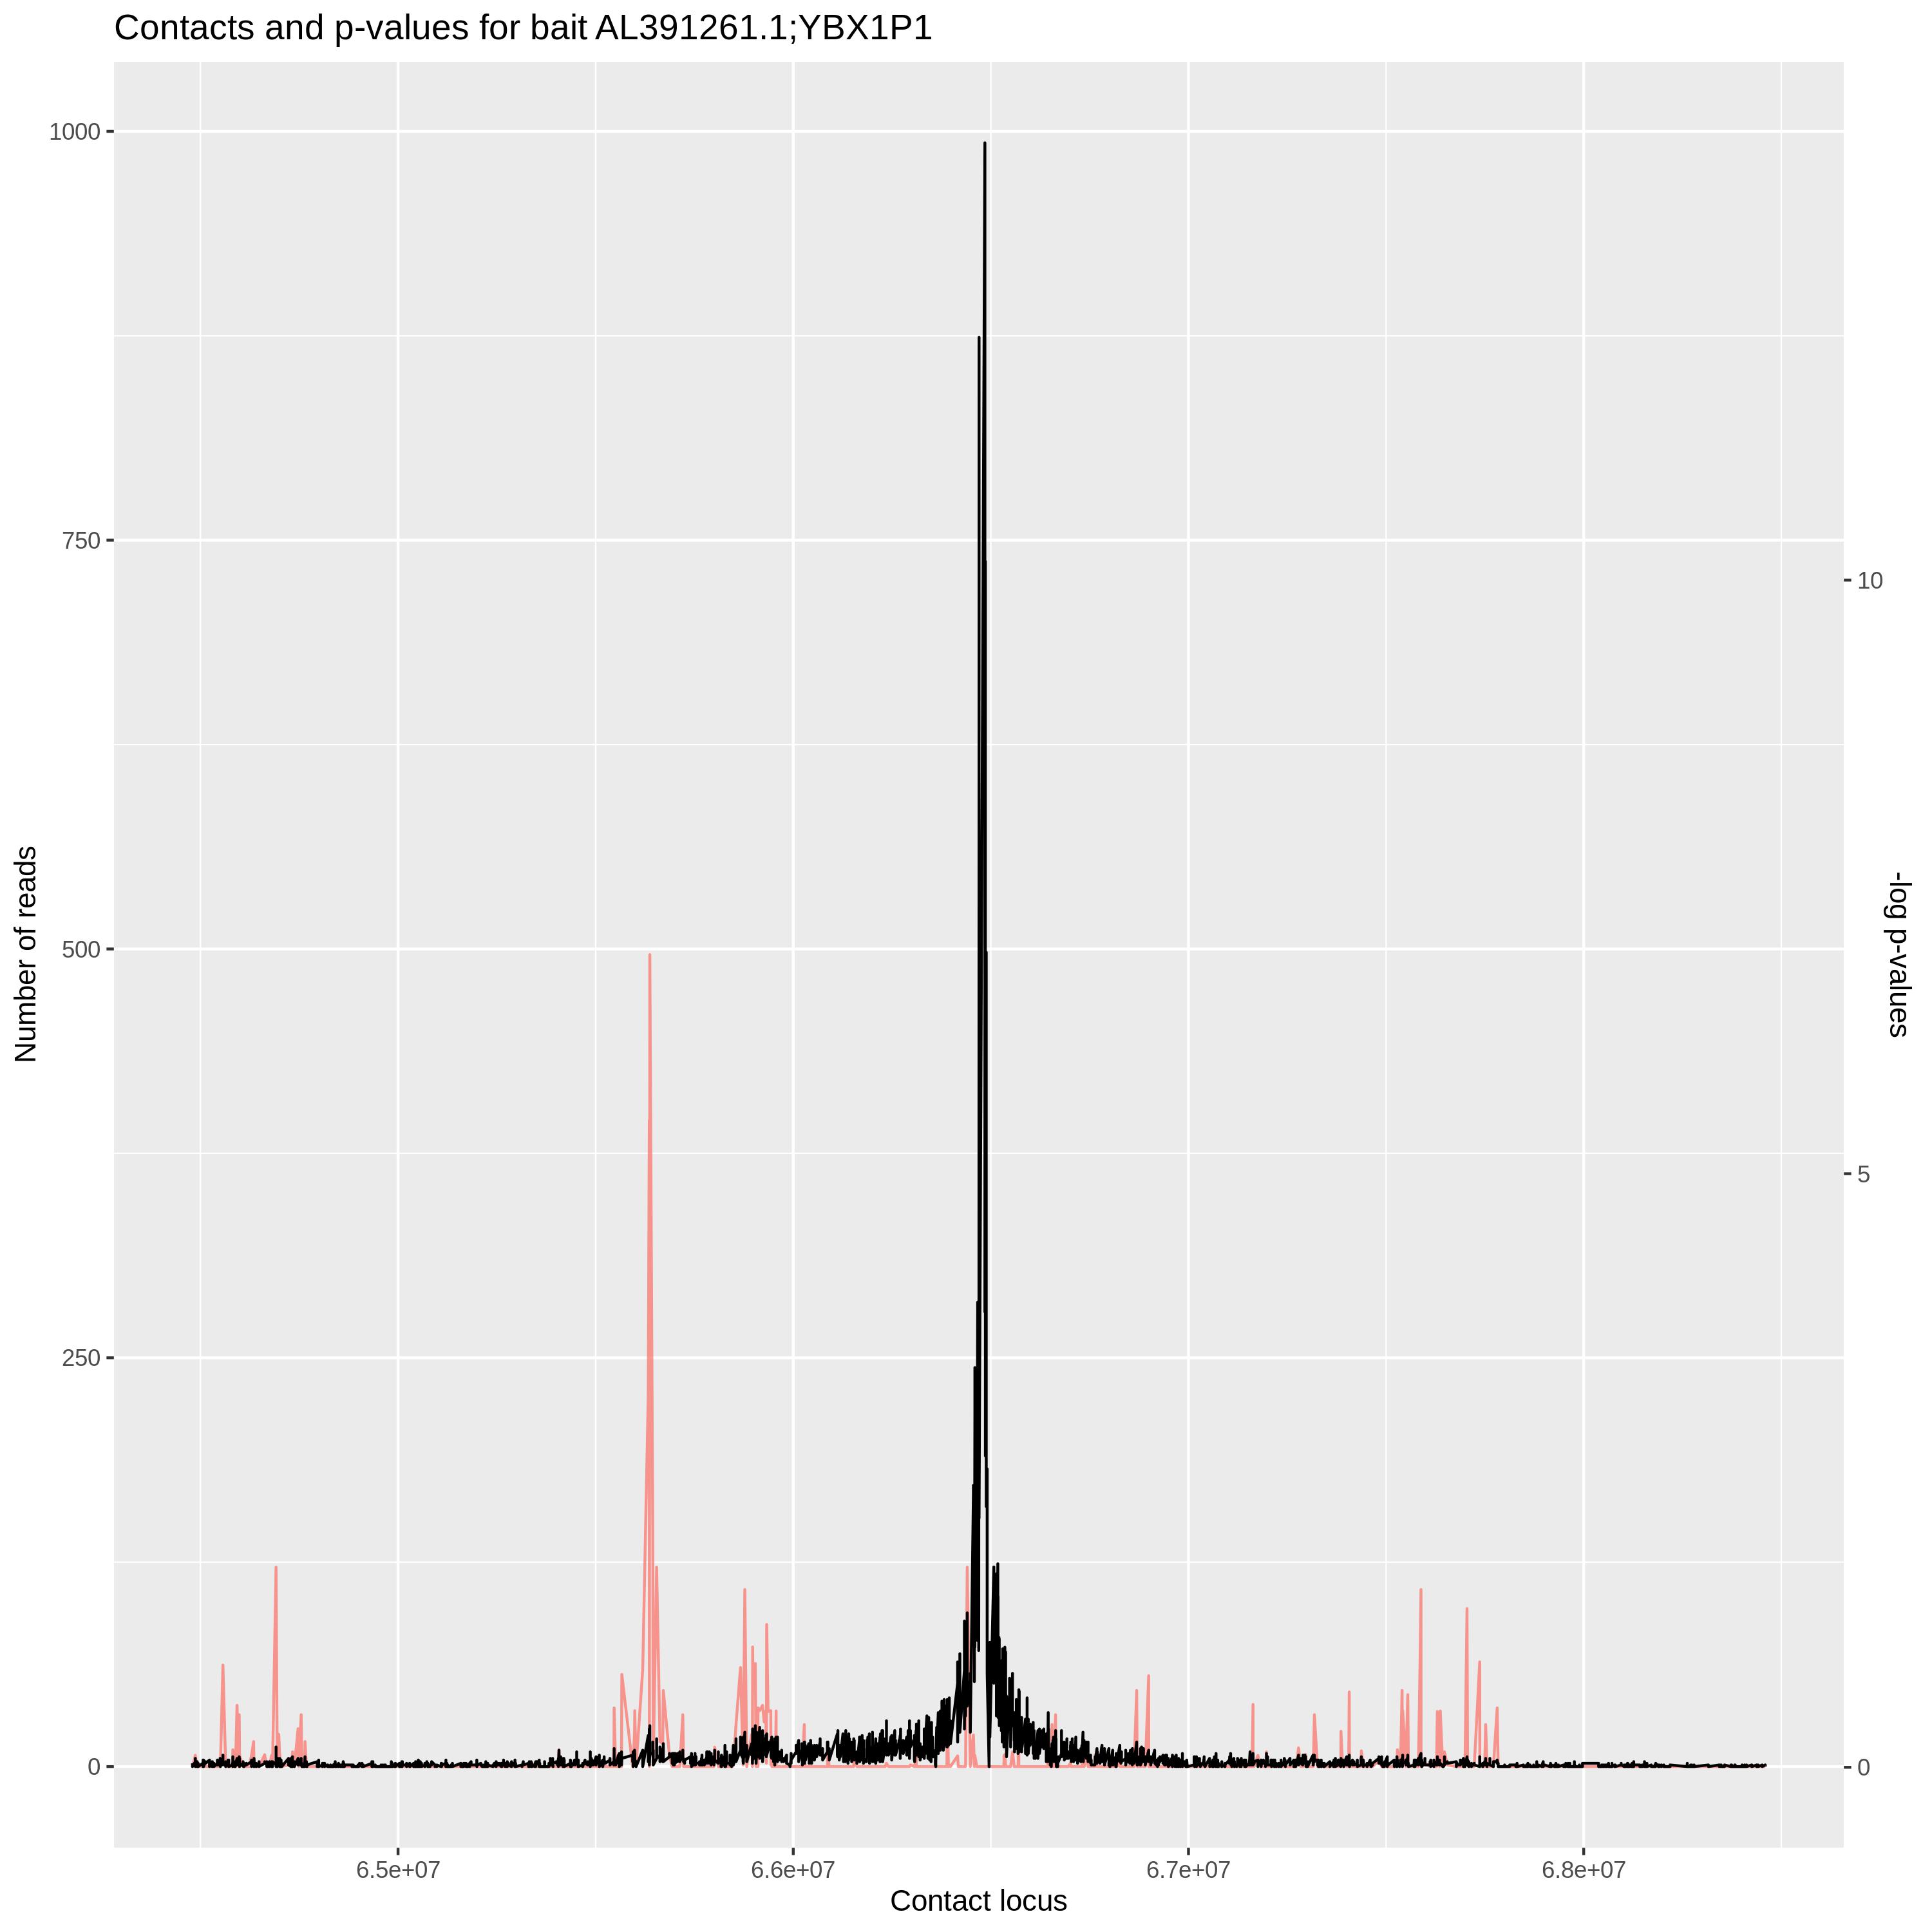 Contacts and p-values for bait AL391261.1;YBX1P1
1000
750
500
250
0
Number of reads
10
5
0
-log p-values
6.5e+07
6.6e+07
6.7e+07
6.8e+07
Contact locus